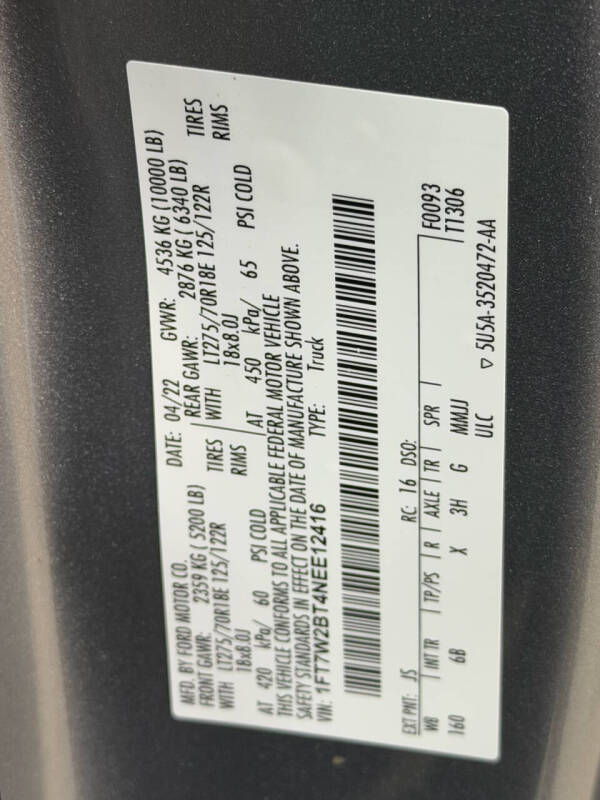 MFD. BY FORD MOTOR CO.
DATE: 04/22 GVWR: 4536 KG (10000 LB)
FRONT GAWR: 2359 KG ( 5200 LB) REAR GAWR: 2876 KG ( 6340 LB)
WITH LT275/70R18E 125/122R TIRES WITH LT275/70R18E 125/122R TIRES
18x8.0J RIMS 18x8.0J RIMS
AT 420 kPa/ 60 PSI COLD AT 450 kPa/ 65 PSI COLD
THIS VEHICLE CONFORMS TO ALL APPLICABLE FEDERAL MOTOR VEHICLE
SAFETY STANDARDS IN EFFECT ON THE DATE OF MANUFACTURE SHOWN ABOVE.
VIN: 1FT7W2BT4NEE12416 TYPE: Truck
EXT PNT: JS RC: 16 DSO: F0093
WB INT TR TP/PS R AXLE TR SPR T1306
160 6B X 3H G MMJJ
ULC ▽ 5U5A-3520472-AA